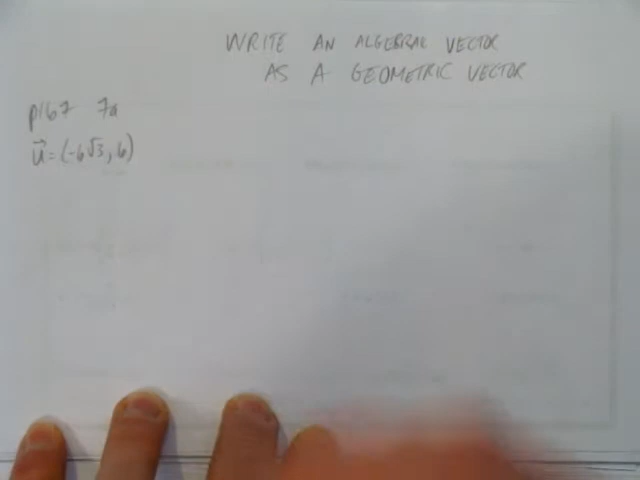 WRITE AN ALGEBRAIC VECTOR
AS A GEOMETRIC VECTOR
p167 7a
u⃗ = (-6√3, 6)